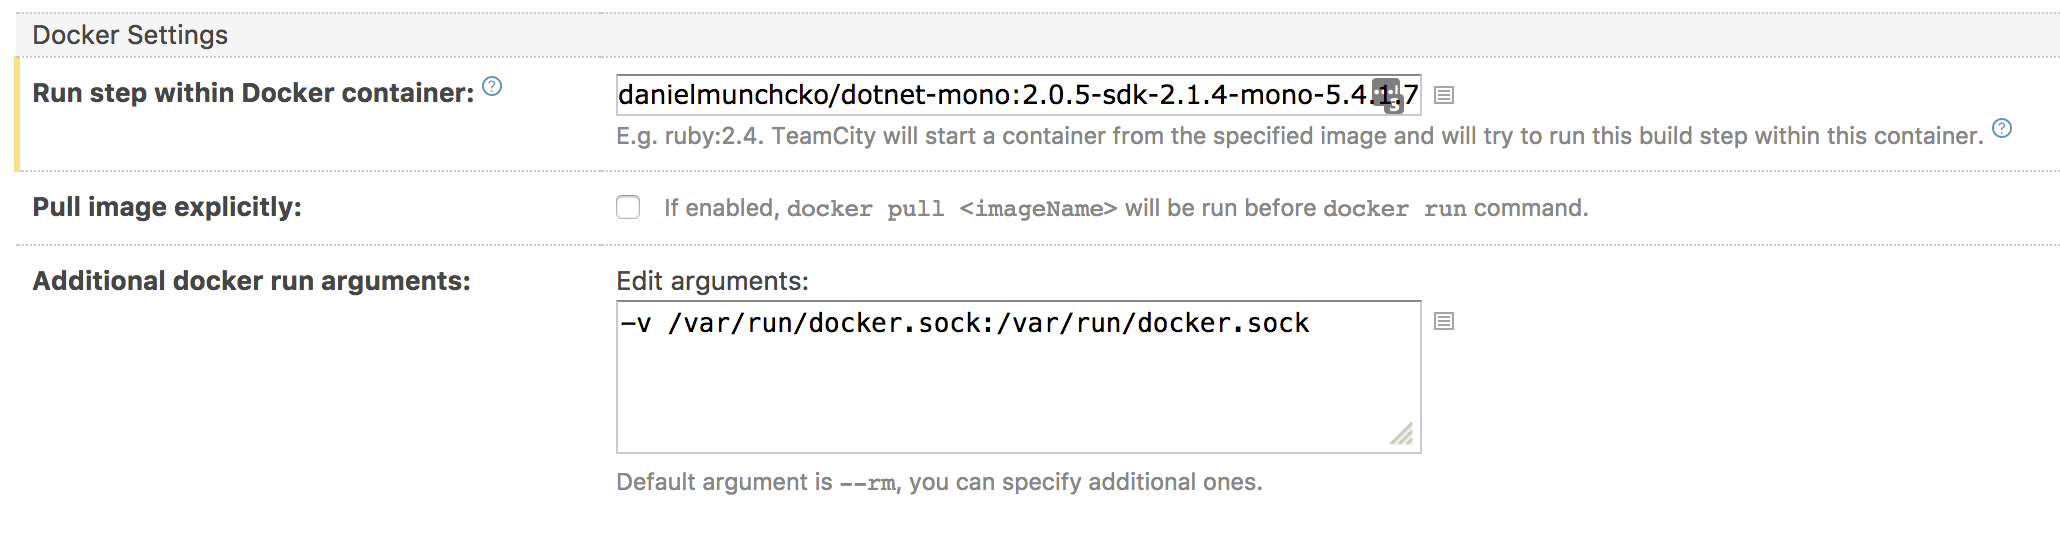 Docker Settings
Run step within Docker container:
danielmunchcko/dotnet-mono:2.0.5-sdk-2.1.4-mono-5.4.1.7
3
E.g. ruby:2.4. TeamCity will start a container from the specified image and will try to run this build step within this container.
Pull image explicitly:
If enabled, docker pull <imageName> will be run before docker run command.
Additional docker run arguments:
Edit arguments:
-v /var/run/docker.sock:/var/run/docker.sock
Default argument is --rm, you can specify additional ones.